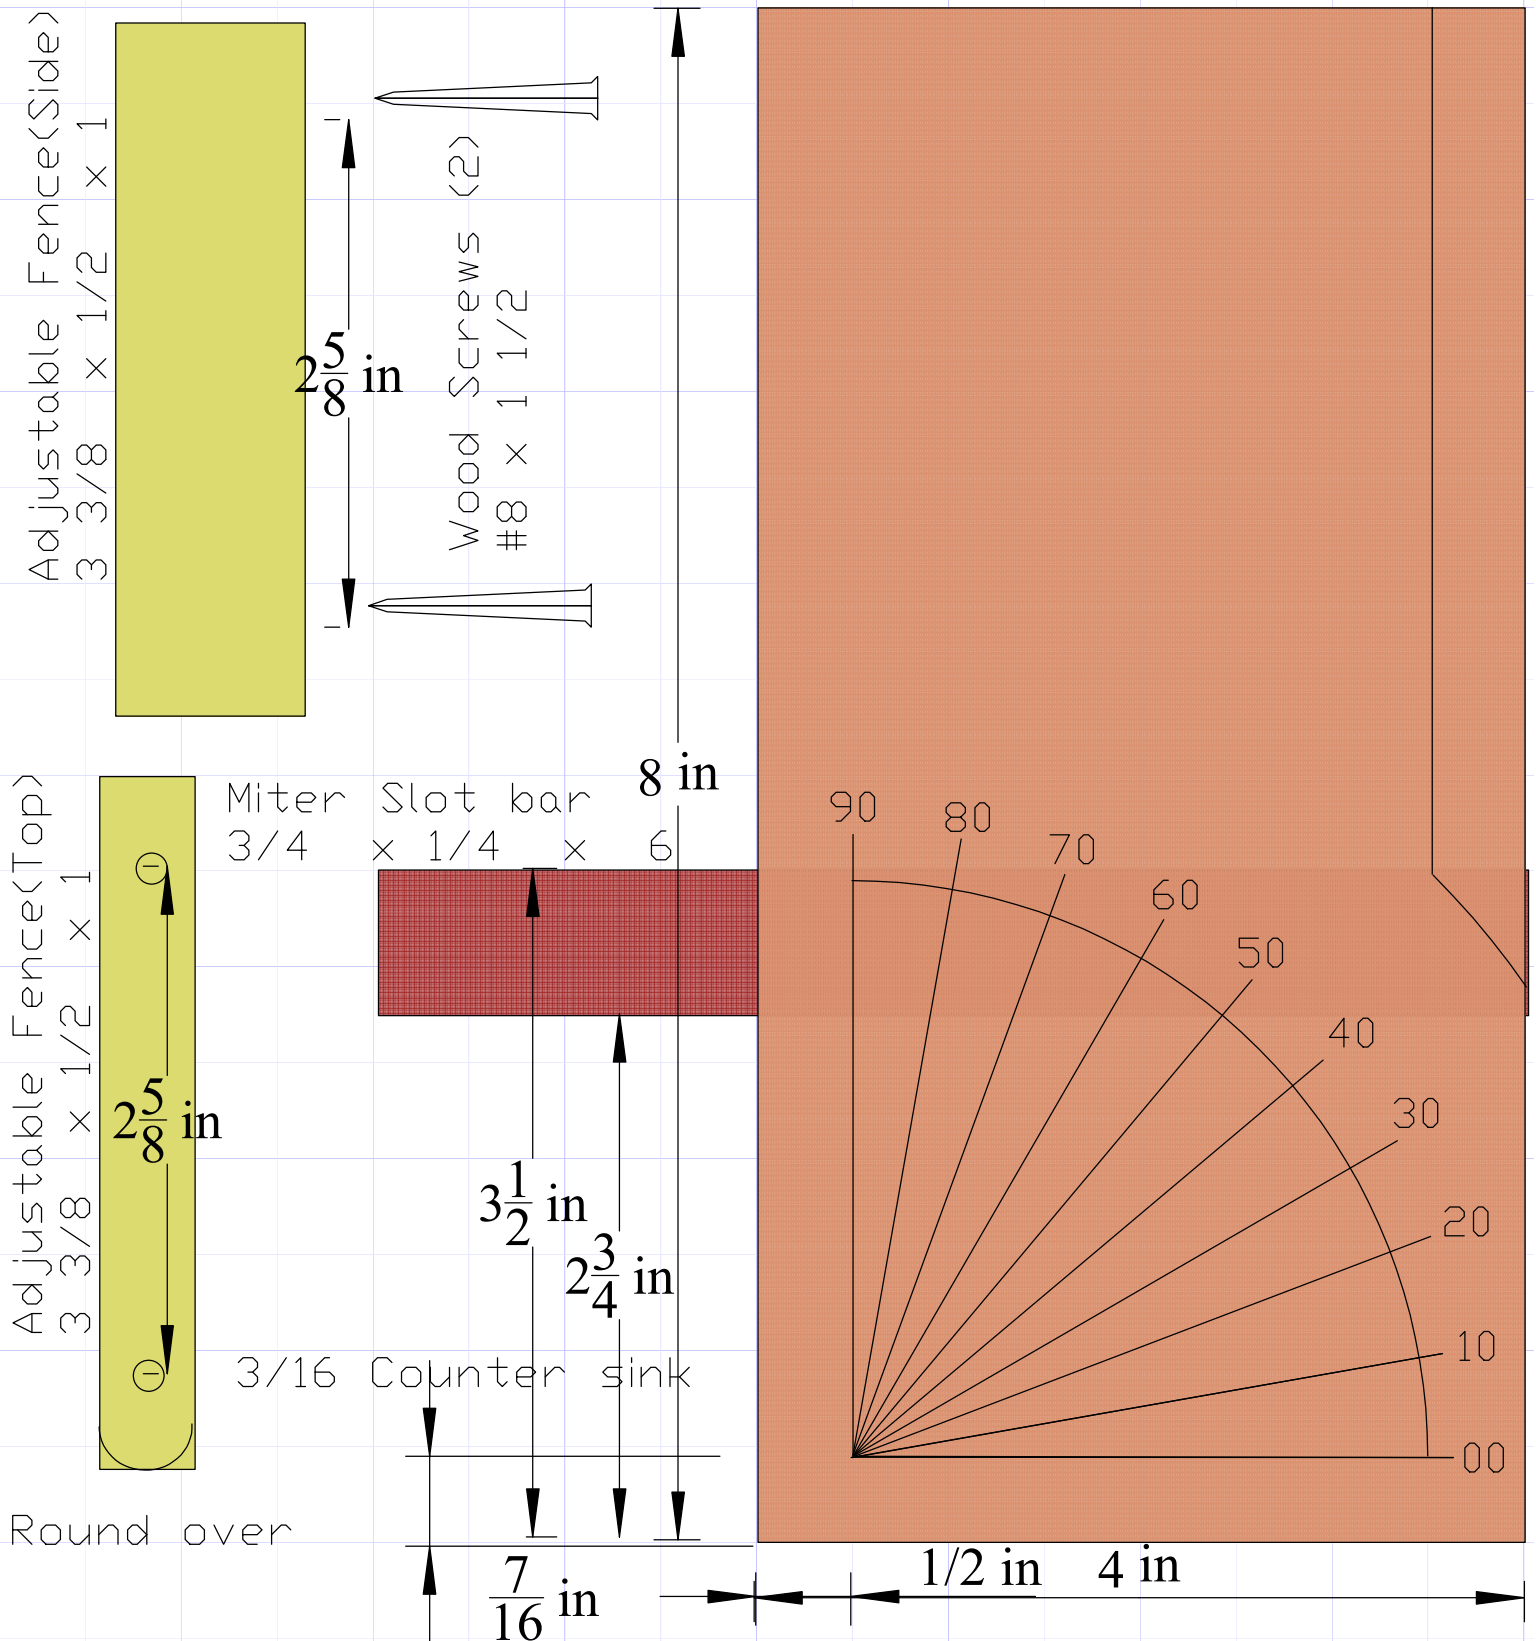 Adjustable Fence(Side)
3 3/8 x 1/2 x 1
2 5/8 in
Wood Screws (2)
#8 x 1 1/2
8 in
Adjustable Fence(Top)
3 3/8 x 1/2 x 1
2 5/8 in
Miter Slot bar
3/4 x 1/4 x 6
90
80
70
60
50
40
30
20
10
00
3 1/2 in
2 3/4 in
3/16 Counter sink
Round over
7/16 in
1/2 in
4 in